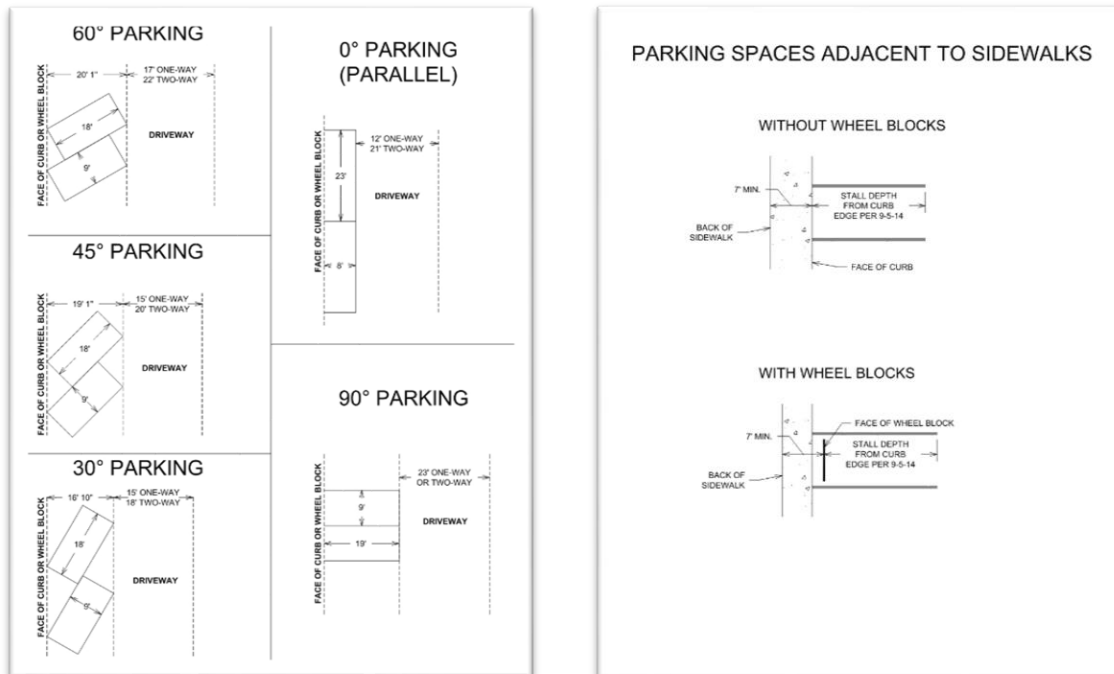 60° PARKING
FACE OF CURB OR WHEEL BLOCK
20' 1"
17' ONE-WAY
22' TWO-WAY
18'
9'
DRIVEWAY
45° PARKING
FACE OF CURB OR WHEEL BLOCK
19' 1"
15' ONE-WAY
20' TWO-WAY
18'
9'
DRIVEWAY
30° PARKING
FACE OF CURB OR WHEEL BLOCK
16' 10"
15' ONE-WAY
18' TWO-WAY
18'
9'
DRIVEWAY
0° PARKING
(PARALLEL)
FACE OF CURB OR WHEEL BLOCK
12' ONE-WAY
21' TWO-WAY
23'
DRIVEWAY
8'
90° PARKING
FACE OF CURB OR WHEEL BLOCK
23' ONE-WAY
OR TWO-WAY
9'
DRIVEWAY
19'
PARKING SPACES ADJACENT TO SIDEWALKS
WITHOUT WHEEL BLOCKS
7' MIN.
STALL DEPTH
FROM CURB
EDGE PER 9-5-14
BACK OF
SIDEWALK
FACE OF CURB
WITH WHEEL BLOCKS
FACE OF WHEEL BLOCK
7' MIN.
STALL DEPTH
FROM CURB
EDGE PER 9-5-14
BACK OF
SIDEWALK